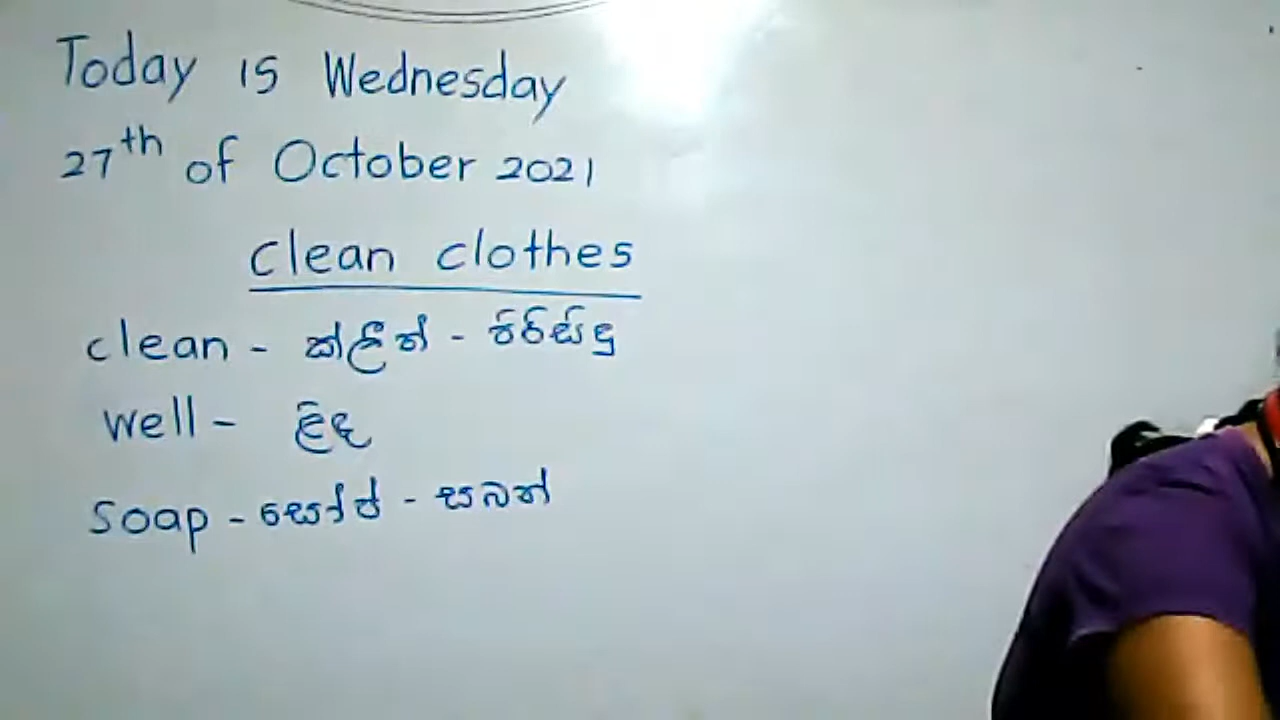 Today is Wednesday
27th of October 2021
clean clothes
clean - ක්ලීන් - පිරිසිදු
well - ළිඳ
soap - සෝප් - සබන්